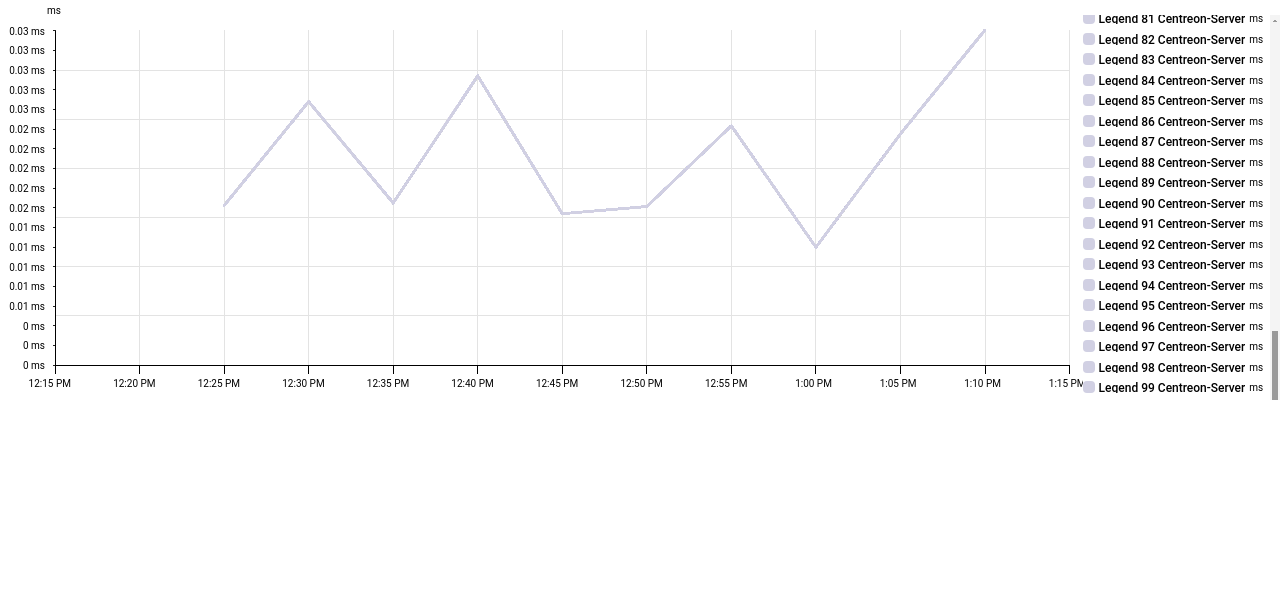 ms
0.03 ms
0.03 ms
0.03 ms
0.03 ms
0.03 ms
0.02 ms
0.02 ms
0.02 ms
0.02 ms
0.02 ms
0.01 ms
0.01 ms
0.01 ms
0.01 ms
0.01 ms
0 ms
0 ms
0 ms
12:15 PM 12:20 PM 12:25 PM 12:30 PM 12:35 PM 12:40 PM 12:45 PM 12:50 PM 12:55 PM 1:00 PM 1:05 PM 1:10 PM 1:15 PM
Legend 81 Centreon-Server ms
Legend 82 Centreon-Server ms
Legend 83 Centreon-Server ms
Legend 84 Centreon-Server ms
Legend 85 Centreon-Server ms
Legend 86 Centreon-Server ms
Legend 87 Centreon-Server ms
Legend 88 Centreon-Server ms
Legend 89 Centreon-Server ms
Legend 90 Centreon-Server ms
Legend 91 Centreon-Server ms
Legend 92 Centreon-Server ms
Legend 93 Centreon-Server ms
Legend 94 Centreon-Server ms
Legend 95 Centreon-Server ms
Legend 96 Centreon-Server ms
Legend 97 Centreon-Server ms
Legend 98 Centreon-Server ms
Legend 99 Centreon-Server ms